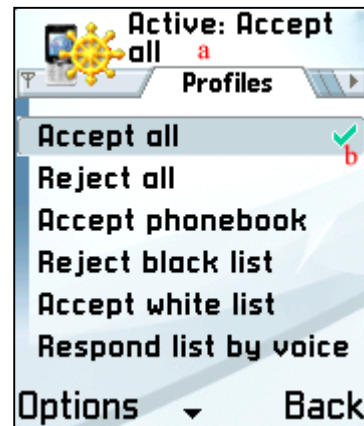 Active: Accept
all a
Profiles
Accept all
b
Reject all
Accept phonebook
Reject black list
Accept white list
Respond list by voice
Options Back